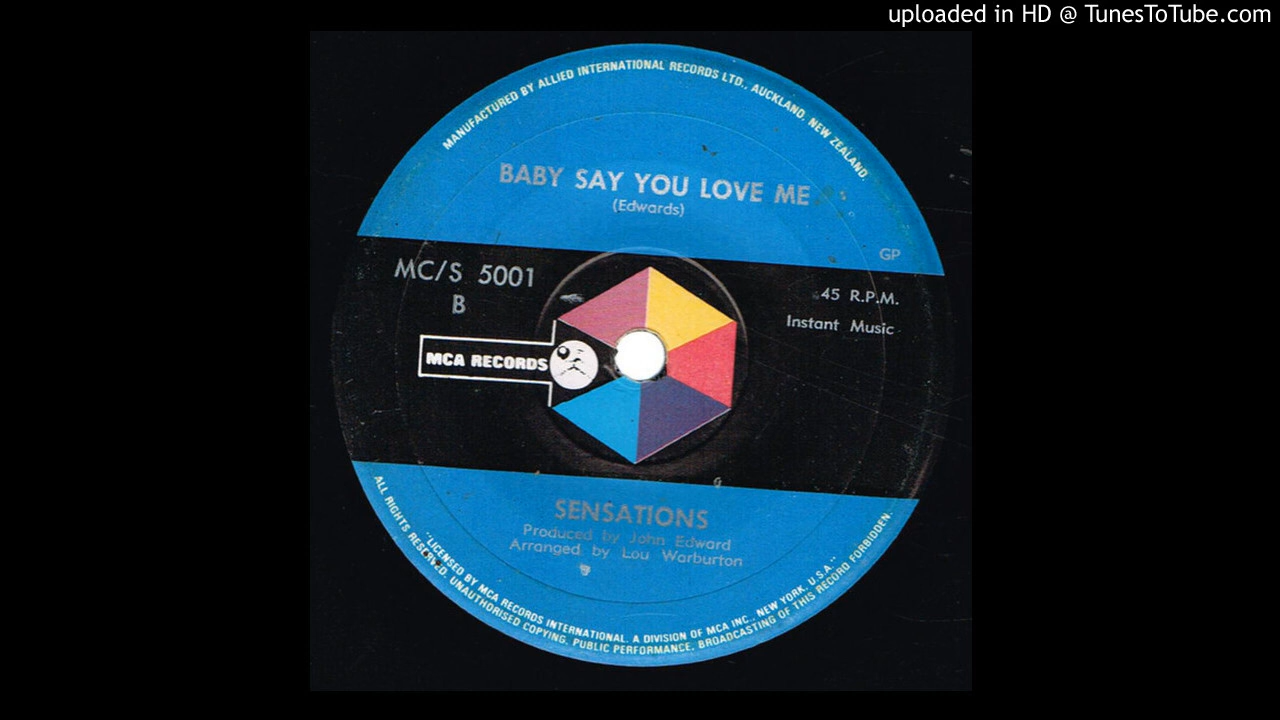 uploaded in HD @ TunesToTube.com
MANUFACTURED BY ALLIED INTERNATIONAL RECORDS LTD., AUCKLAND, NEW ZEALAND.
BABY SAY YOU LOVE ME
(Edwards)
GP
MC/S 5001
B
45 R.P.M.
Instant Music
MCA RECORDS
SENSATIONS
Produced by John Edward
Arranged by Lou Warburton
"LICENSED BY MCA RECORDS INTERNATIONAL. A DIVISION OF MCA INC., NEW YORK, U.S.A."
ALL RIGHTS RESERVED. UNAUTHORISED COPYING, PUBLIC PERFORMANCE, BROADCASTING OF THIS RECORD FORBIDDEN.